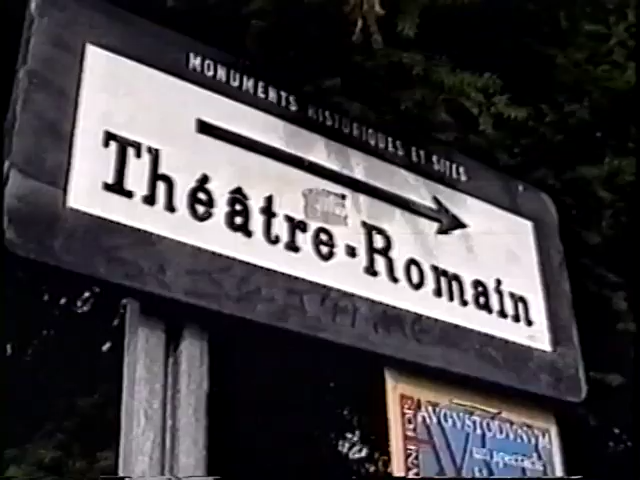 MONUMENTS HISTORIQUES ET SITES
Théâtre-Romain
AVGVSTODVNVM
un spectacle